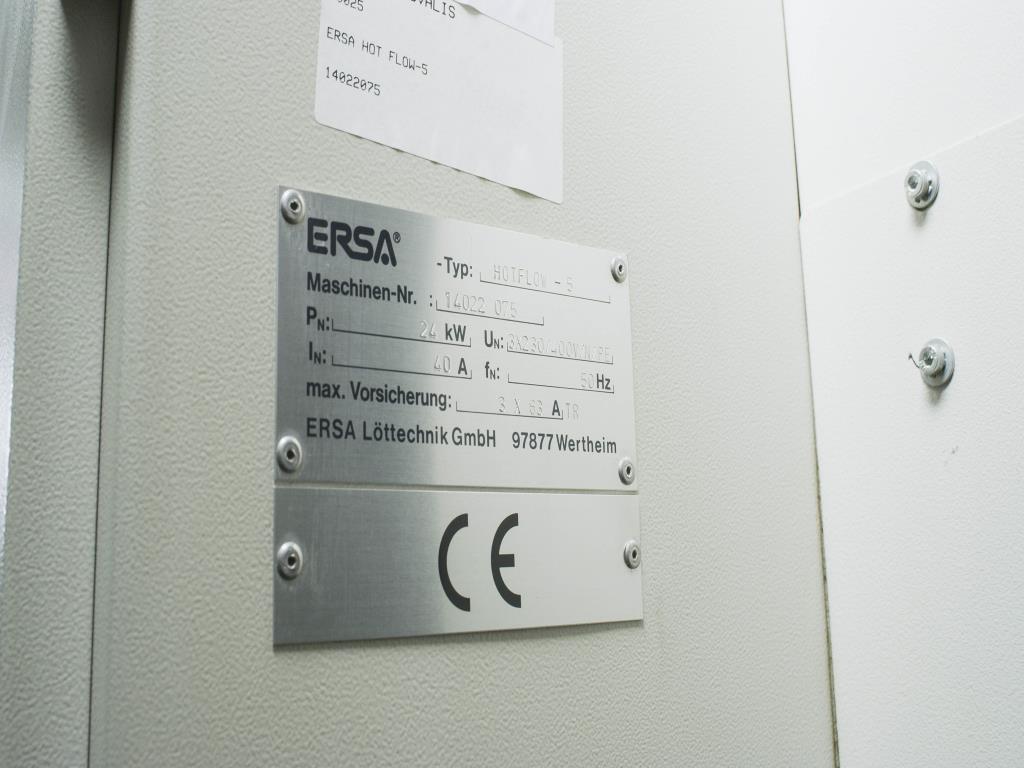 ERSA HOT FLOW-5
14022075
ERSA® -Typ: HOTFLOW - 5
Maschinen-Nr. : 14022 075
PN: 24 kW UN: 3X230/400V/N/PE
IN: 40 A fN: 50 Hz
max. Vorsicherung: 3 X 63 A TR
ERSA Löttechnik GmbH 97877 Wertheim
CE